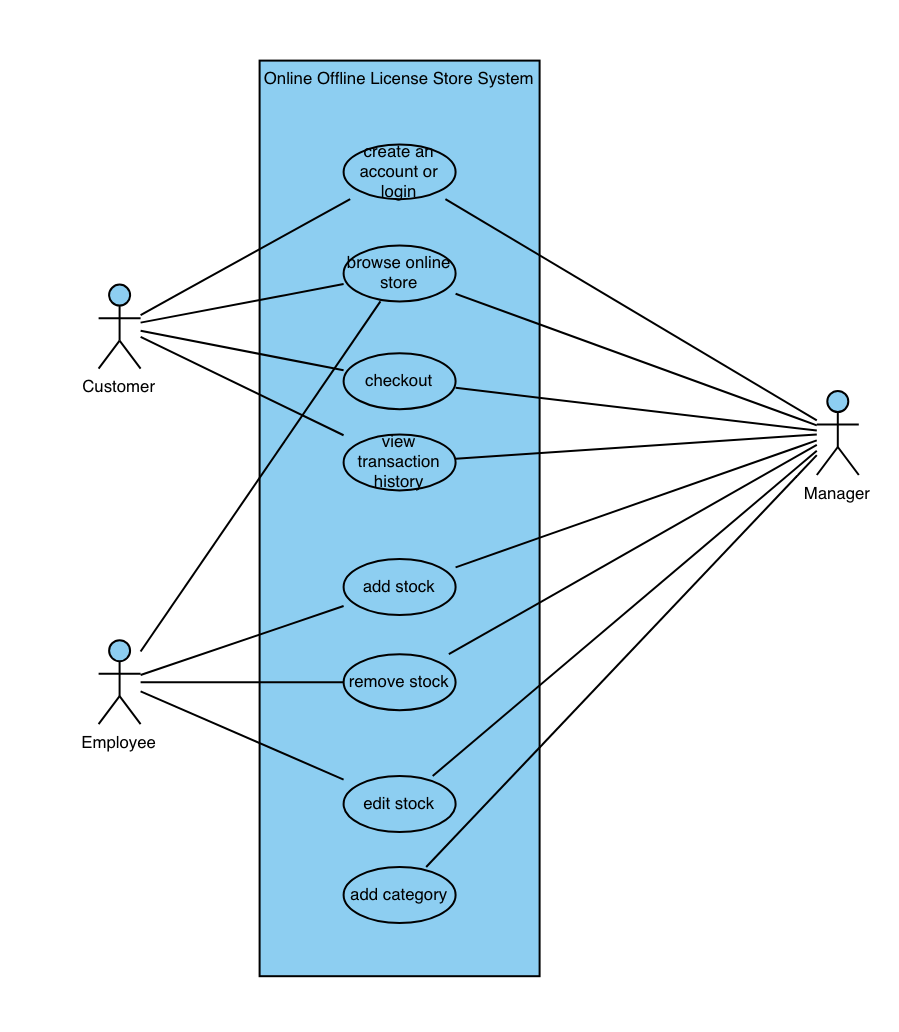 Online Offline License Store System
create an
account or
login
browse online
store
Customer
checkout
Manager
view
transaction
history
add stock
remove stock
Employee
edit stock
add category